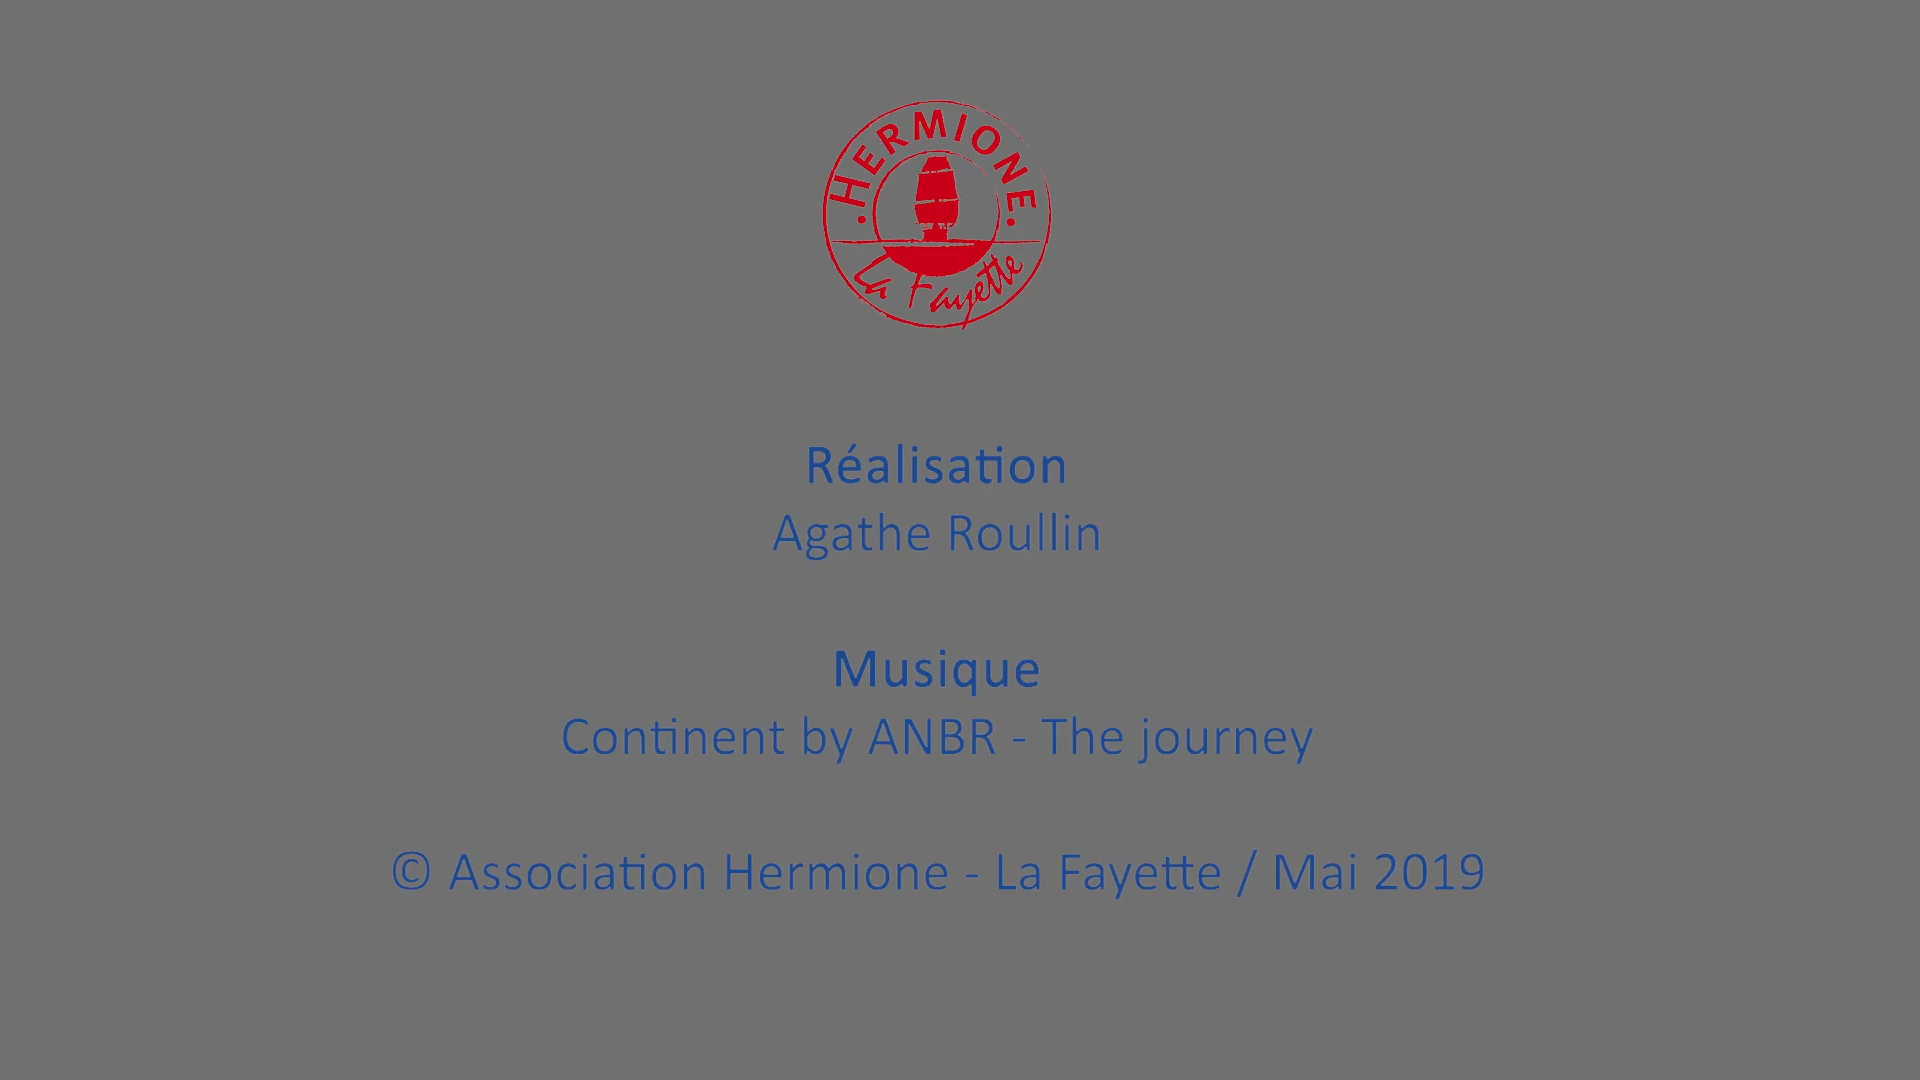 HERMIONE
La Fayette
Réalisation
Agathe Roullin
Musique
Continent by ANBR - The journey
© Association Hermione - La Fayette / Mai 2019